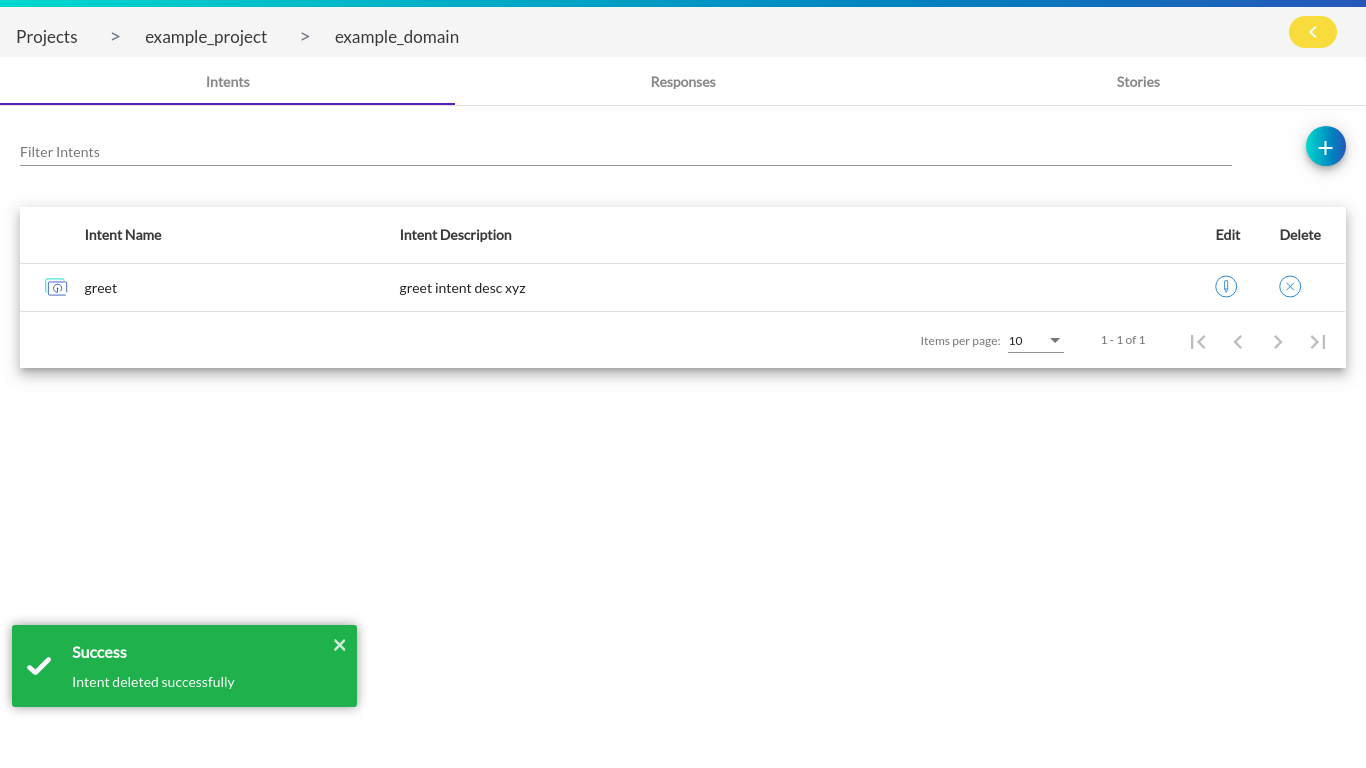 Projects > example_project > example_domain
Intents Responses Stories
Filter Intents
+
Intent Name Intent Description Edit Delete
greet greet intent desc xyz
Items per page: 10 1 - 1 of 1
Success
Intent deleted successfully